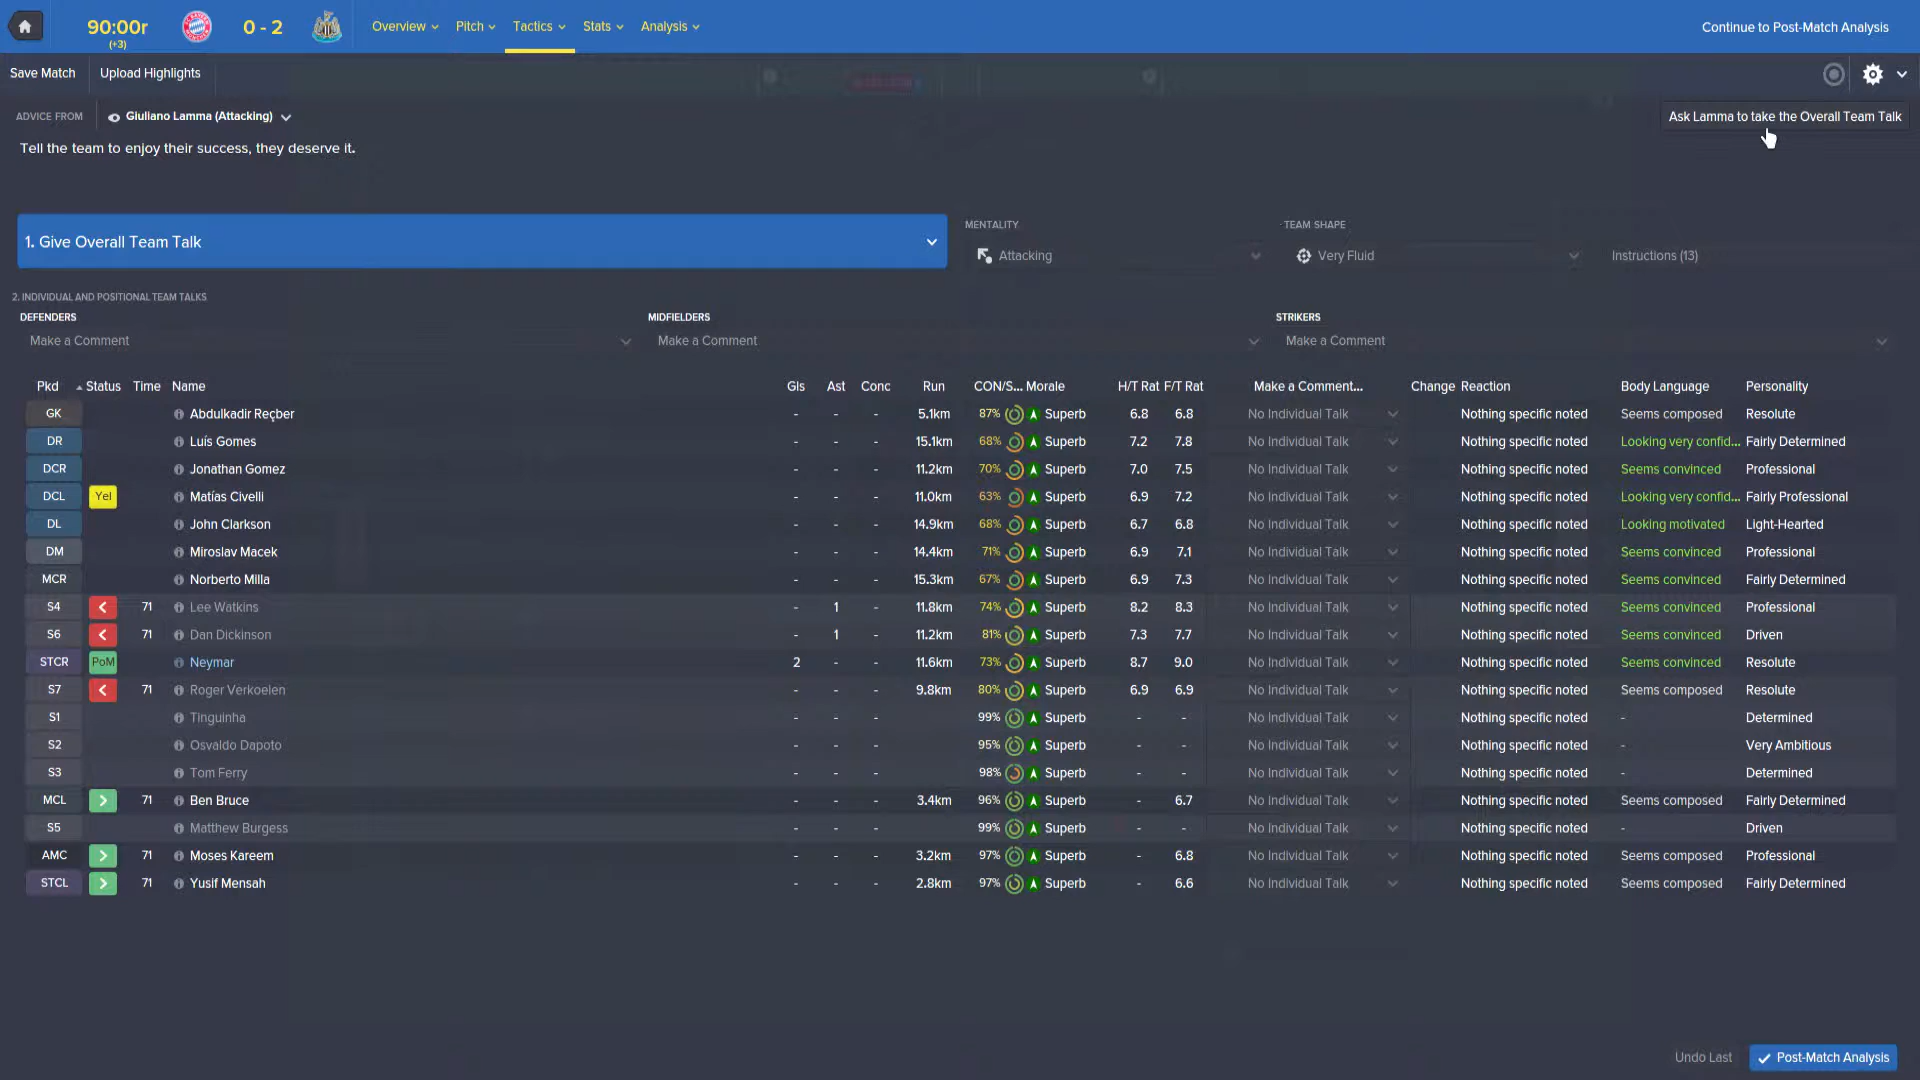 90:00r 0 - 2 Overview Pitch Tactics Stats Analysis Continue to Post-Match Analysis
(+3)
Save Match Upload Highlights
ADVICE FROM Giuliano Lamma (Attacking) Ask Lamma to take the Overall Team Talk
Tell the team to enjoy their success, they deserve it.
MENTALITY TEAM SHAPE
1. Give Overall Team Talk Attacking Very Fluid Instructions (13)
2. INDIVIDUAL AND POSITIONAL TEAM TALKS
DEFENDERS MIDFIELDERS STRIKERS
Make a Comment Make a Comment Make a Comment
Pkd Status Time Name Gls Ast Conc Run CON/S... Morale H/T Rat F/T Rat Make a Comment... Change Reaction Body Language Personality
GK Abdulkadir Reçber - - - 5.1km 87% Superb 6.8 6.8 No Individual Talk Nothing specific noted Seems composed Resolute
DR Luís Gomes - - - 15.1km 68% Superb 7.2 7.8 No Individual Talk Nothing specific noted Looking very confid... Fairly Determined
DCR Jonathan Gomez - - - 11.2km 70% Superb 7.0 7.5 No Individual Talk Nothing specific noted Seems convinced Professional
DCL Yel Matías Civelli - - - 11.0km 63% Superb 6.9 7.2 No Individual Talk Nothing specific noted Looking very confid... Fairly Professional
DL John Clarkson - - - 14.9km 68% Superb 6.7 6.8 No Individual Talk Nothing specific noted Looking motivated Light-Hearted
DM Miroslav Macek - - - 14.4km 71% Superb 6.9 7.1 No Individual Talk Nothing specific noted Seems convinced Professional
MCR Norberto Milla - - - 15.3km 67% Superb 6.9 7.3 No Individual Talk Nothing specific noted Seems convinced Fairly Determined
S4 71 Lee Watkins - 1 - 11.8km 74% Superb 8.2 8.3 No Individual Talk Nothing specific noted Seems convinced Professional
S6 71 Dan Dickinson - 1 - 11.2km 81% Superb 7.3 7.7 No Individual Talk Nothing specific noted Seems convinced Driven
STCR PoM Neymar 2 - - 11.6km 73% Superb 8.7 9.0 No Individual Talk Nothing specific noted Seems convinced Resolute
S7 71 Roger Verkoelen - - - 9.8km 80% Superb 6.9 6.9 No Individual Talk Nothing specific noted Seems composed Resolute
S1 Tinguinha - - - 99% Superb - - No Individual Talk Nothing specific noted - Determined
S2 Osvaldo Dapoto - - - 95% Superb - - No Individual Talk Nothing specific noted - Very Ambitious
S3 Tom Ferry - - - 98% Superb - - No Individual Talk Nothing specific noted - Determined
MCL 71 Ben Bruce - - - 3.4km 96% Superb - 6.7 No Individual Talk Nothing specific noted Seems composed Fairly Determined
S5 Matthew Burgess - - - 99% Superb - - No Individual Talk Nothing specific noted - Driven
AMC 71 Moses Kareem - - - 3.2km 97% Superb - 6.8 No Individual Talk Nothing specific noted Seems composed Professional
STCL 71 Yusif Mensah - - - 2.8km 97% Superb - 6.6 No Individual Talk Nothing specific noted Seems composed Fairly Determined
Undo Last Post-Match Analysis